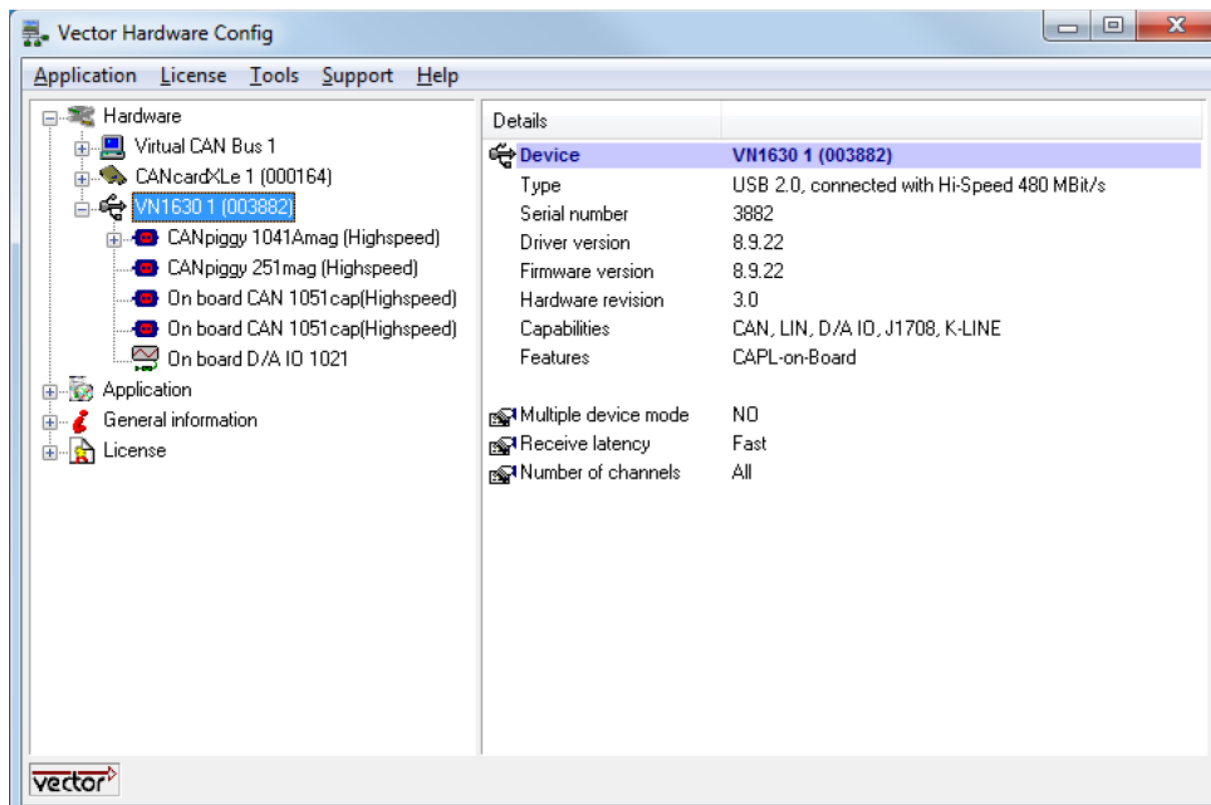 Vector Hardware Config
Application License Tools Support Help
Hardware
Virtual CAN Bus 1
CANcardXLe 1 (000164)
VN1630 1 (003882)
CANpiggy 1041Amag (Highspeed)
CANpiggy 251mag (Highspeed)
On board CAN 1051cap(Highspeed)
On board CAN 1051cap(Highspeed)
On board D/A IO 1021
Application
General information
License
Details
Device VN1630 1 (003882)
Type USB 2.0, connected with Hi-Speed 480 MBit/s
Serial number 3882
Driver version 8.9.22
Firmware version 8.9.22
Hardware revision 3.0
Capabilities CAN, LIN, D/A IO, J1708, K-LINE
Features CAPL-on-Board
Multiple device mode NO
Receive latency Fast
Number of channels All
vector